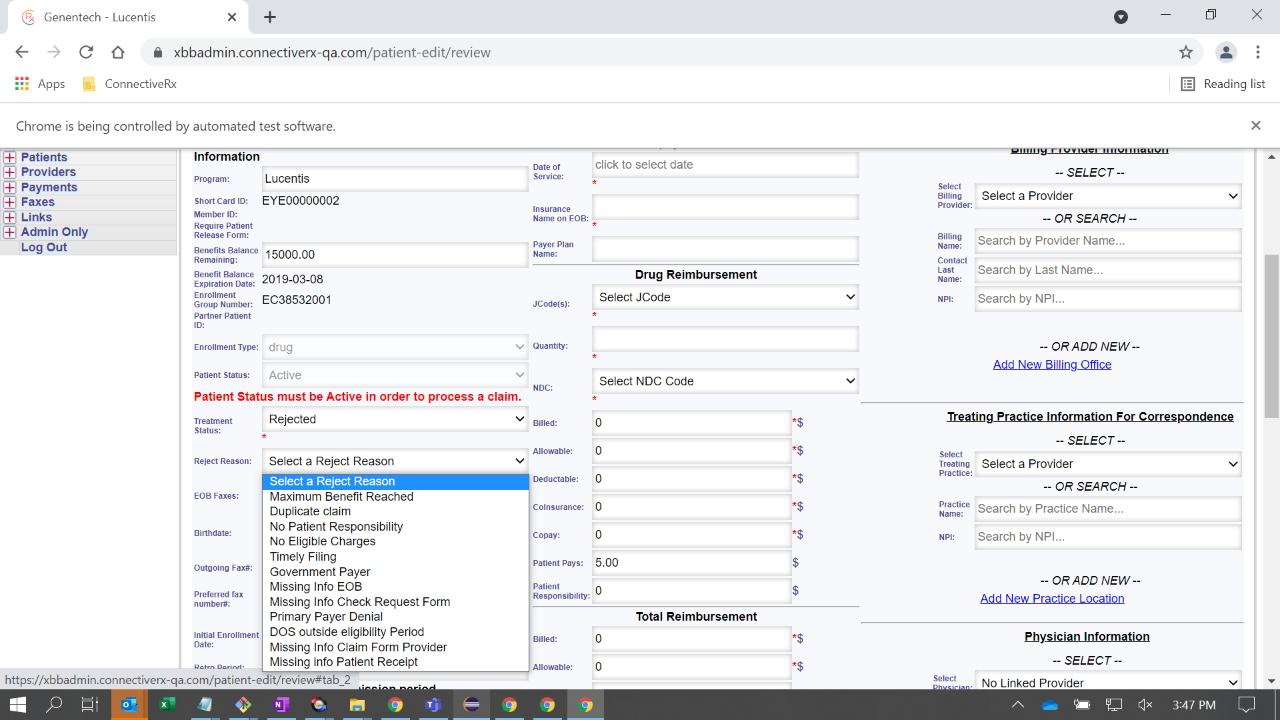 Genentech - Lucentis
xbbadmin.connectiverx-qa.com/patient-edit/review
Apps
ConnectiveRx
Reading list
Chrome is being controlled by automated test software.
Patients
Providers
Payments
Faxes
Links
Admin Only
Log Out
Information
Program:
Lucentis
Short Card ID:
EYE00000002
Member ID:
Require Patient
Release Form:
Benefits Balance
Remaining:
15000.00
Benefit Balance
Expiration Date:
2019-03-08
Enrollment
Group Number:
EC38532001
Partner Patient
ID:
Enrollment Type:
drug
Patient Status:
Active
Patient Status must be Active in order to process a claim.
Treatment
Status:
Rejected
*
Reject Reason:
Select a Reject Reason
Select a Reject Reason
Maximum Benefit Reached
Duplicate claim
No Patient Responsibility
No Eligible Charges
Timely Filing
Government Payer
Missing Info EOB
Missing Info Check Request Form
Primary Payer Denial
DOS outside eligibility Period
Missing Info Claim Form Provider
Missing info Patient Receipt
EOB Faxes:
Birthdate:
Outgoing Fax#:
Preferred fax
number#:
Initial Enrollment
Date:
Retro Period:
Date of
Service:
click to select date
*
Insurance
Name on EOB:
*
Payer Plan
Name:
Drug Reimbursement
JCode(s):
Select JCode
*
Quantity:
*
NDC:
Select NDC Code
*
Billed:
0
*$
Allowable:
0
*$
Deductable:
0
*$
CoInsurance:
0
*$
Copay:
0
*$
Patient Pays:
5.00
$
Patient
Responsibility:
0
$
Total Reimbursement
Billed:
0
*$
Allowable:
0
*$
Billing Provider Information
-- SELECT --
Select
Billing
Provider:
Select a Provider
-- OR SEARCH --
Billing
Name:
Search by Provider Name...
Contact
Last
Name:
Search by Last Name...
NPI:
Search by NPI...
-- OR ADD NEW --
Add New Billing Office
Treating Practice Information For Correspondence
-- SELECT --
Select
Treating
Practice:
Select a Provider
-- OR SEARCH --
Practice
Name:
Search by Practice Name...
NPI:
Search by NPI...
-- OR ADD NEW --
Add New Practice Location
Physician Information
-- SELECT --
Select
Physician:
No Linked Provider
https://xbbadmin.connectiverx-qa.com/patient-edit/review#tab_2
3:47 PM